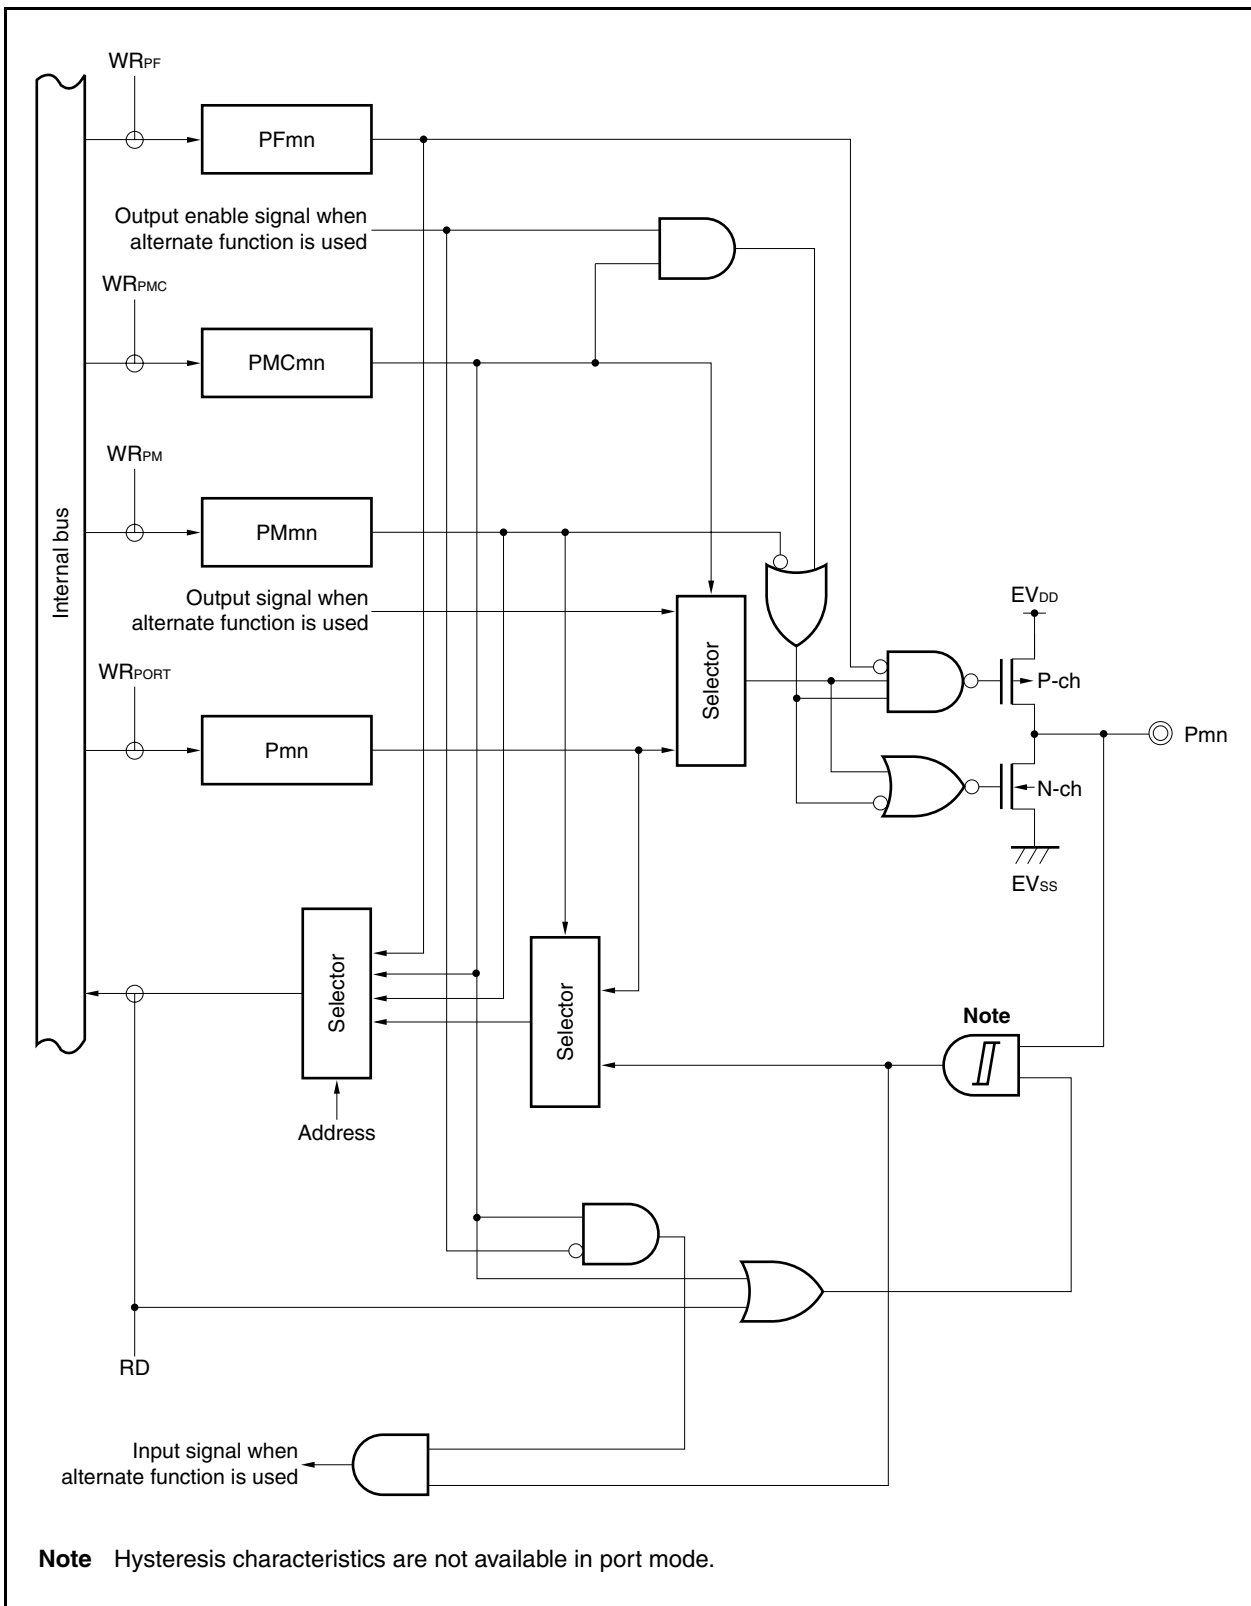 WRPF
PFmn
Output enable signal when
alternate function is used
WRPMC
PMCmn
WRPM
PMmn
Internal bus
Output signal when
alternate function is used
EVDD
WRPORT
Selector
P-ch
Pmn
Pmn
N-ch
EVSS
Selector
Selector
Note
Address
RD
Input signal when
alternate function is used
Note Hysteresis characteristics are not available in port mode.